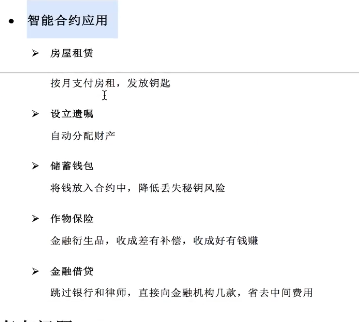 • 智能合约应用
➢ 房屋租赁
按月支付房租，发放钥匙
➢ 设立遗嘱
自动分配财产
➢ 储蓄钱包
将钱放入合约中，降低丢失秘钥风险
➢ 作物保险
金融衍生品，收成差有补偿，收成好有钱赚
➢ 金融借贷
跳过银行和律师，直接向金融机构几款，省去中间费用